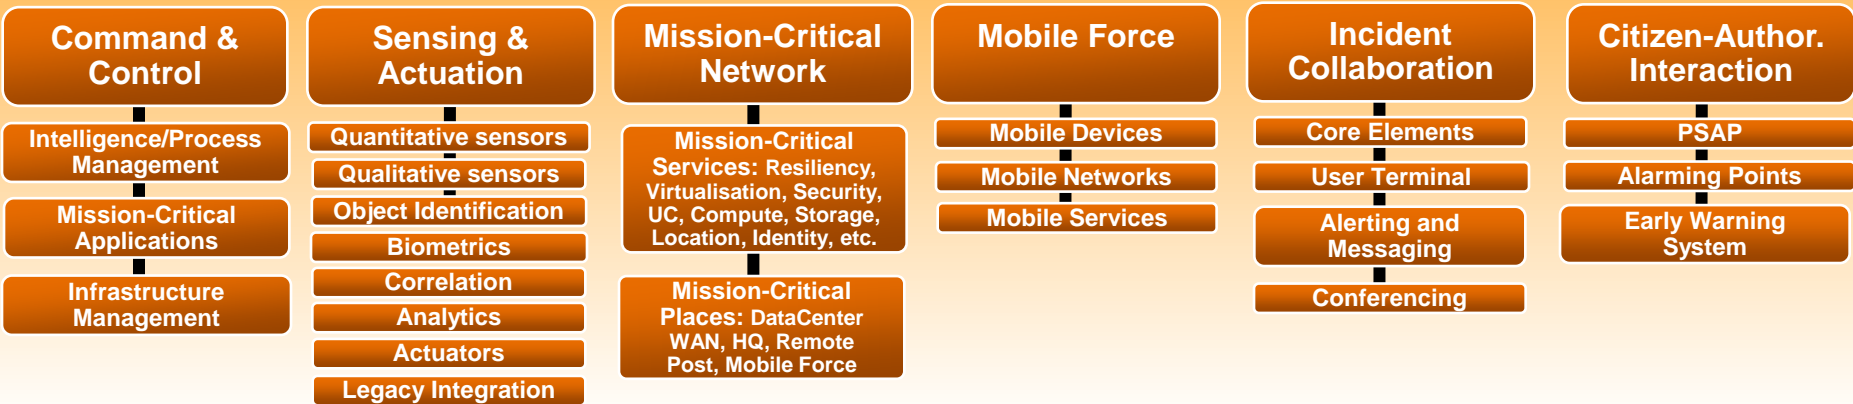 Command &
Control
Intelligence/Process
Management
Mission-Critical
Applications
Infrastructure
Management
Sensing &
Actuation
Quantitative sensors
Qualitative sensors
Object Identification
Biometrics
Correlation
Analytics
Actuators
Legacy Integration
Mission-Critical
Network
Mission-Critical
Services: Resiliency,
Virtualisation, Security,
UC, Compute, Storage,
Location, Identity, etc.
Mission-Critical
Places: DataCenter
WAN, HQ, Remote
Post, Mobile Force
Mobile Force
Mobile Devices
Mobile Networks
Mobile Services
Incident
Collaboration
Core Elements
User Terminal
Alerting and
Messaging
Conferencing
Citizen-Author.
Interaction
PSAP
Alarming Points
Early Warning
System